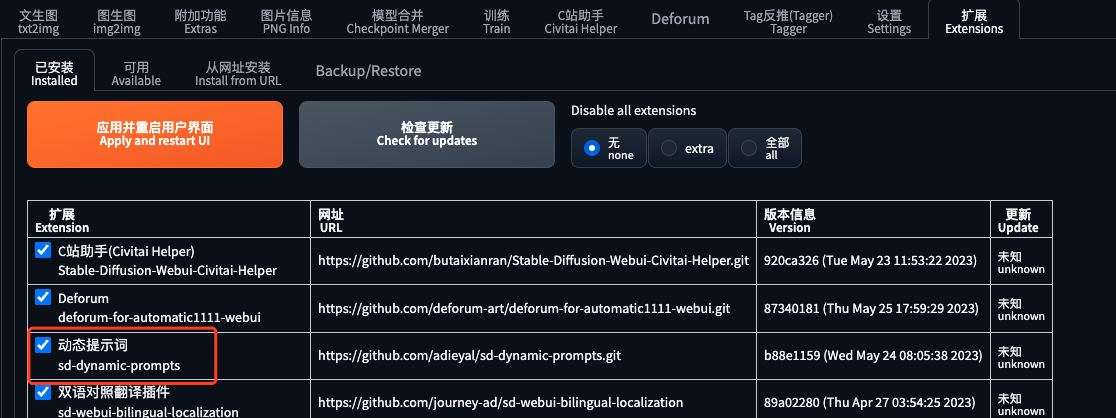 文生图 图生图 附加功能 图片信息 模型合并 训练 C站助手 Deforum Tag反推(Tagger) 设置 扩展
txt2img img2img Extras PNG Info Checkpoint Merger Train Civitai Helper Tagger Settings Extensions
已安装 可用 从网址安装 Backup/Restore
Installed Available Install from URL
Disable all extensions
应用并重启用户界面 检查更新 无 extra 全部
Apply and restart UI Check for updates none all
扩展 网址 版本信息 更新
Extension URL Version Update
C站助手(Civitai Helper) 未知
https://github.com/butaixianran/Stable-Diffusion-Webui-Civitai-Helper.git 920ca326 (Tue May 23 11:53:22 2023)
Stable-Diffusion-Webui-Civitai-Helper unknown
Deforum 未知
https://github.com/deforum-art/deforum-for-automatic1111-webui.git 87340181 (Thu May 25 17:59:29 2023)
deforum-for-automatic1111-webui unknown
动态提示词 未知
https://github.com/adieyal/sd-dynamic-prompts.git b88e1159 (Wed May 24 08:05:38 2023)
sd-dynamic-prompts unknown
双语对照翻译插件 未知
https://github.com/journey-ad/sd-webui-bilingual-localization 89a02280 (Thu Apr 27 03:54:25 2023)
sd-webui-bilingual-localization unknown